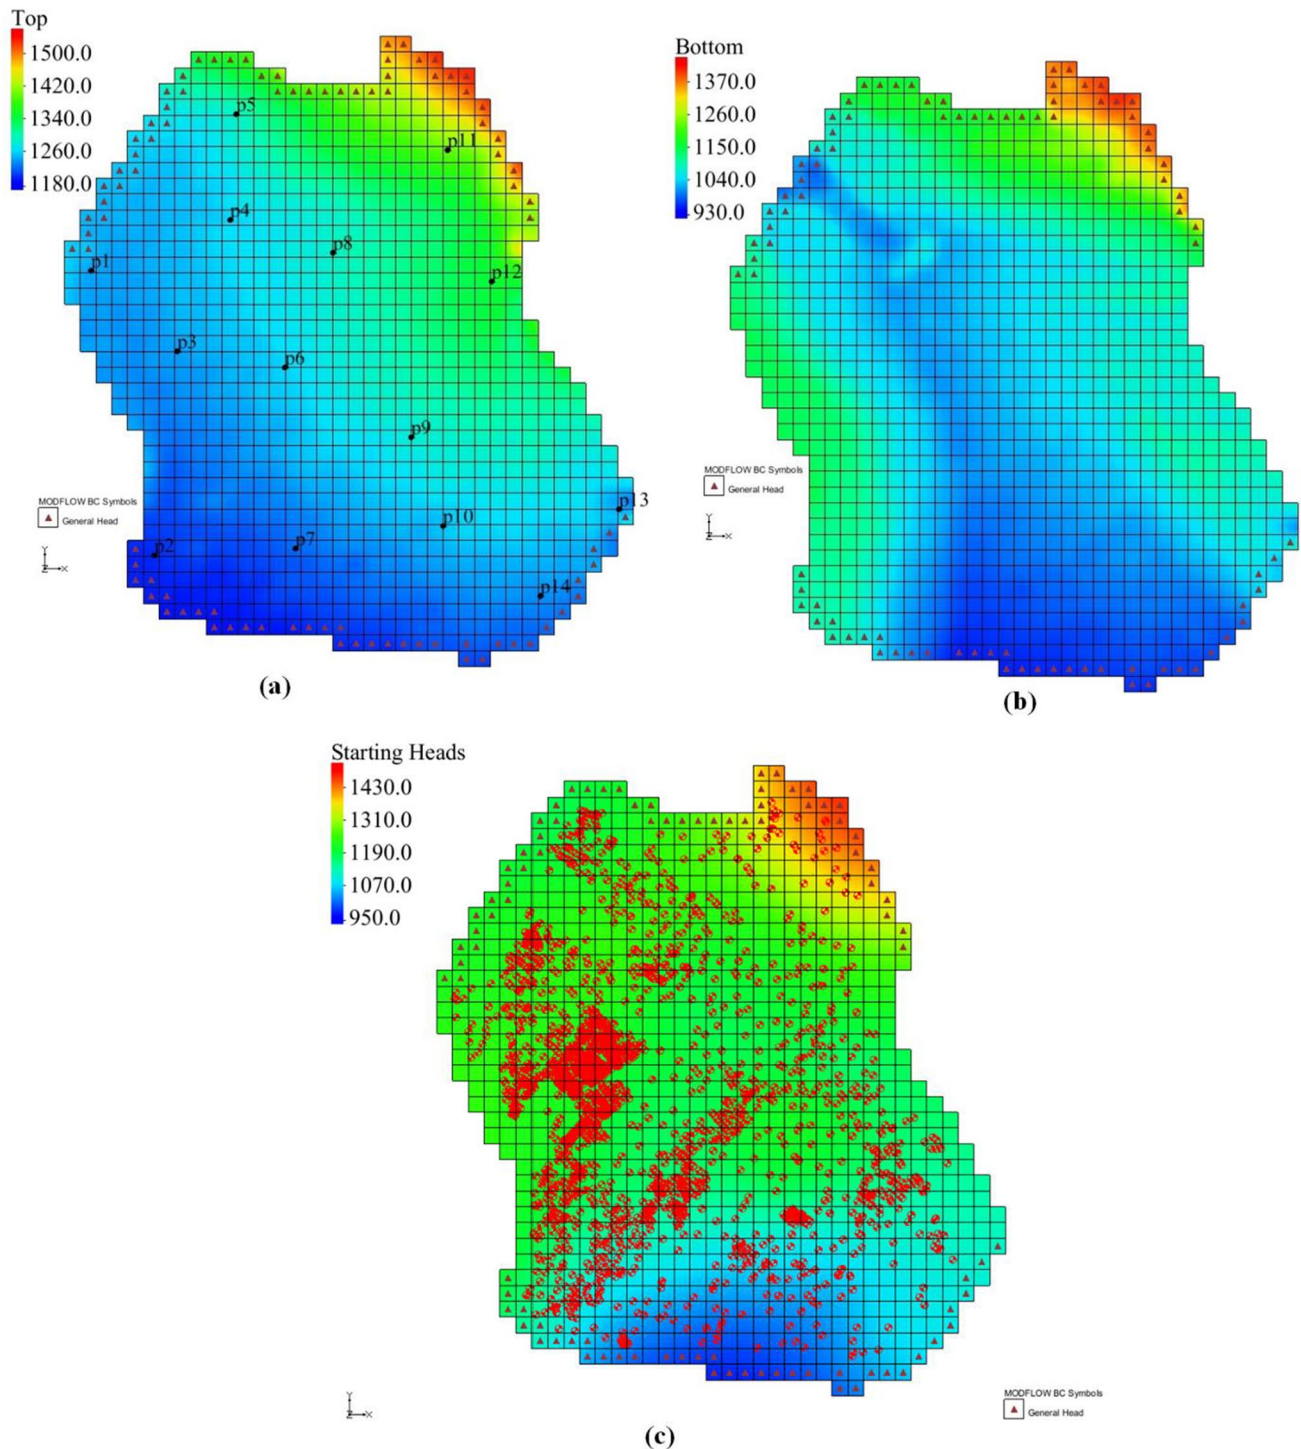 Top
1500.0
1420.0
1340.0
1260.0
1180.0
p5
p11
p4
p8
p1
p12
p3
p6
p9
p13
p10
p2
p7
p14
MODFLOW BC Symbols
General Head
Y
Z X
(a)
Bottom
1370.0
1260.0
1150.0
1040.0
930.0
MODFLOW BC Symbols
General Head
Y
Z X
(b)
Starting Heads
1430.0
1310.0
1190.0
1070.0
950.0
Y
Z X
MODFLOW BC Symbols
General Head
(c)